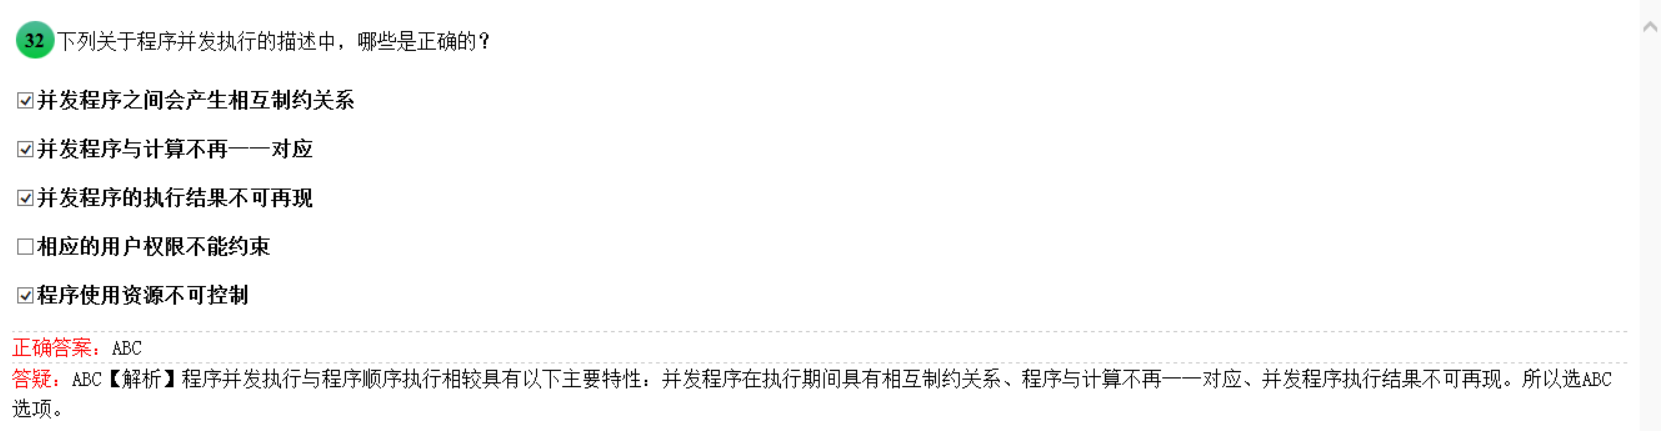 32 下列关于程序并发执行的描述中，哪些是正确的？
并发程序之间会产生相互制约关系
并发程序与计算不再一一对应
并发程序的执行结果不可再现
相应的用户权限不能约束
程序使用资源不可控制
正确答案：ABC
答疑：ABC【解析】程序并发执行与程序顺序执行相较具有以下主要特性：并发程序在执行期间具有相互制约关系、程序与计算不再一一对应、并发程序执行结果不可再现。所以选ABC
选项。